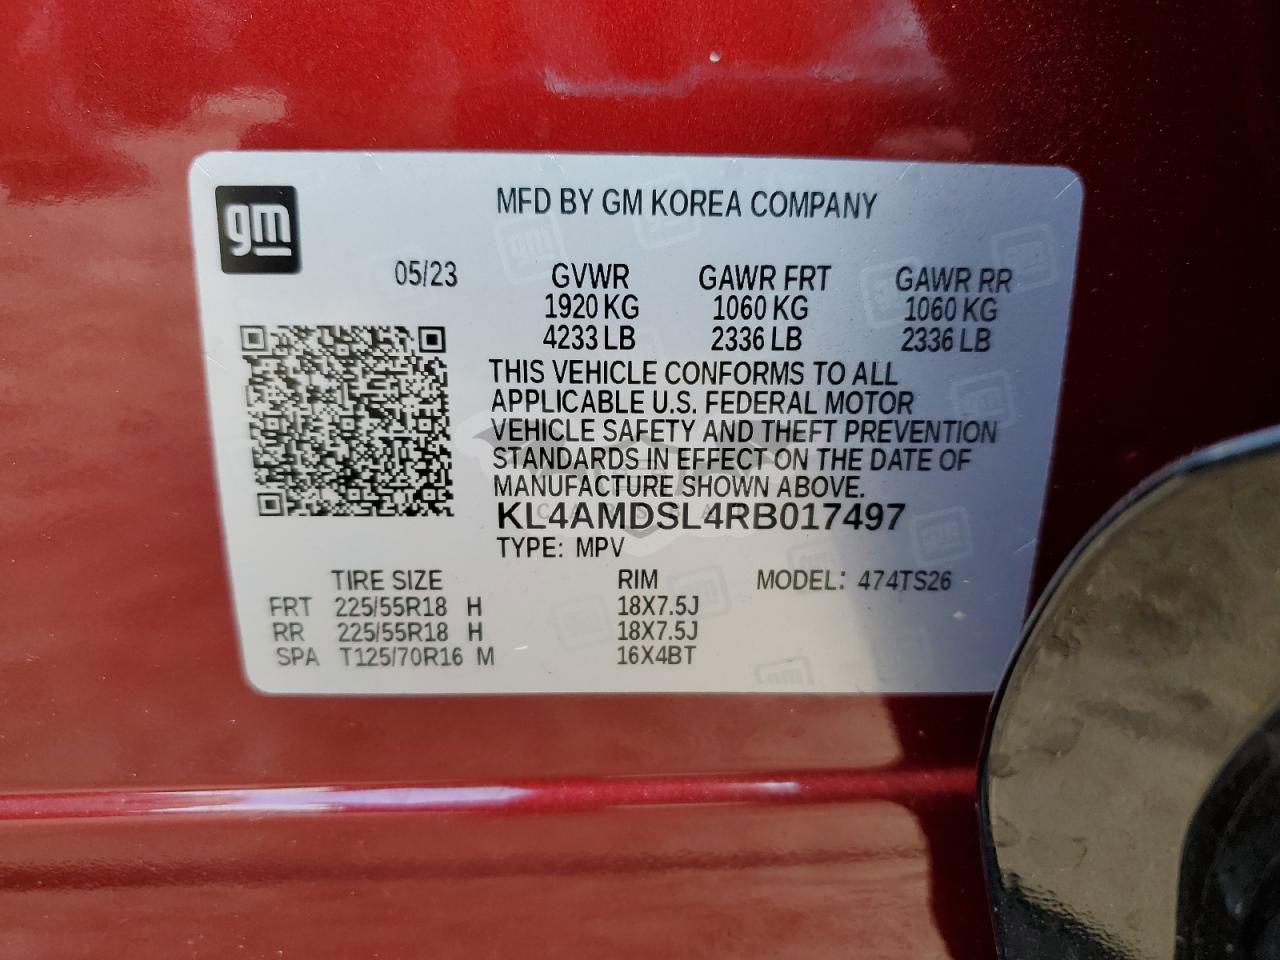 gm
MFD BY GM KOREA COMPANY
05/23
GVWR GAWR FRT GAWR RR
1920 KG 1060 KG 1060 KG
4233 LB 2336 LB 2336 LB
THIS VEHICLE CONFORMS TO ALL
APPLICABLE U.S. FEDERAL MOTOR
VEHICLE SAFETY AND THEFT PREVENTION
STANDARDS IN EFFECT ON THE DATE OF
MANUFACTURE SHOWN ABOVE.
KL4AMDSL4RB017497
TYPE: MPV
TIRE SIZE RIM MODEL: 474TS26
FRT 225/55R18 H 18X7.5J
RR 225/55R18 H 18X7.5J
SPA T125/70R16 M 16X4BT